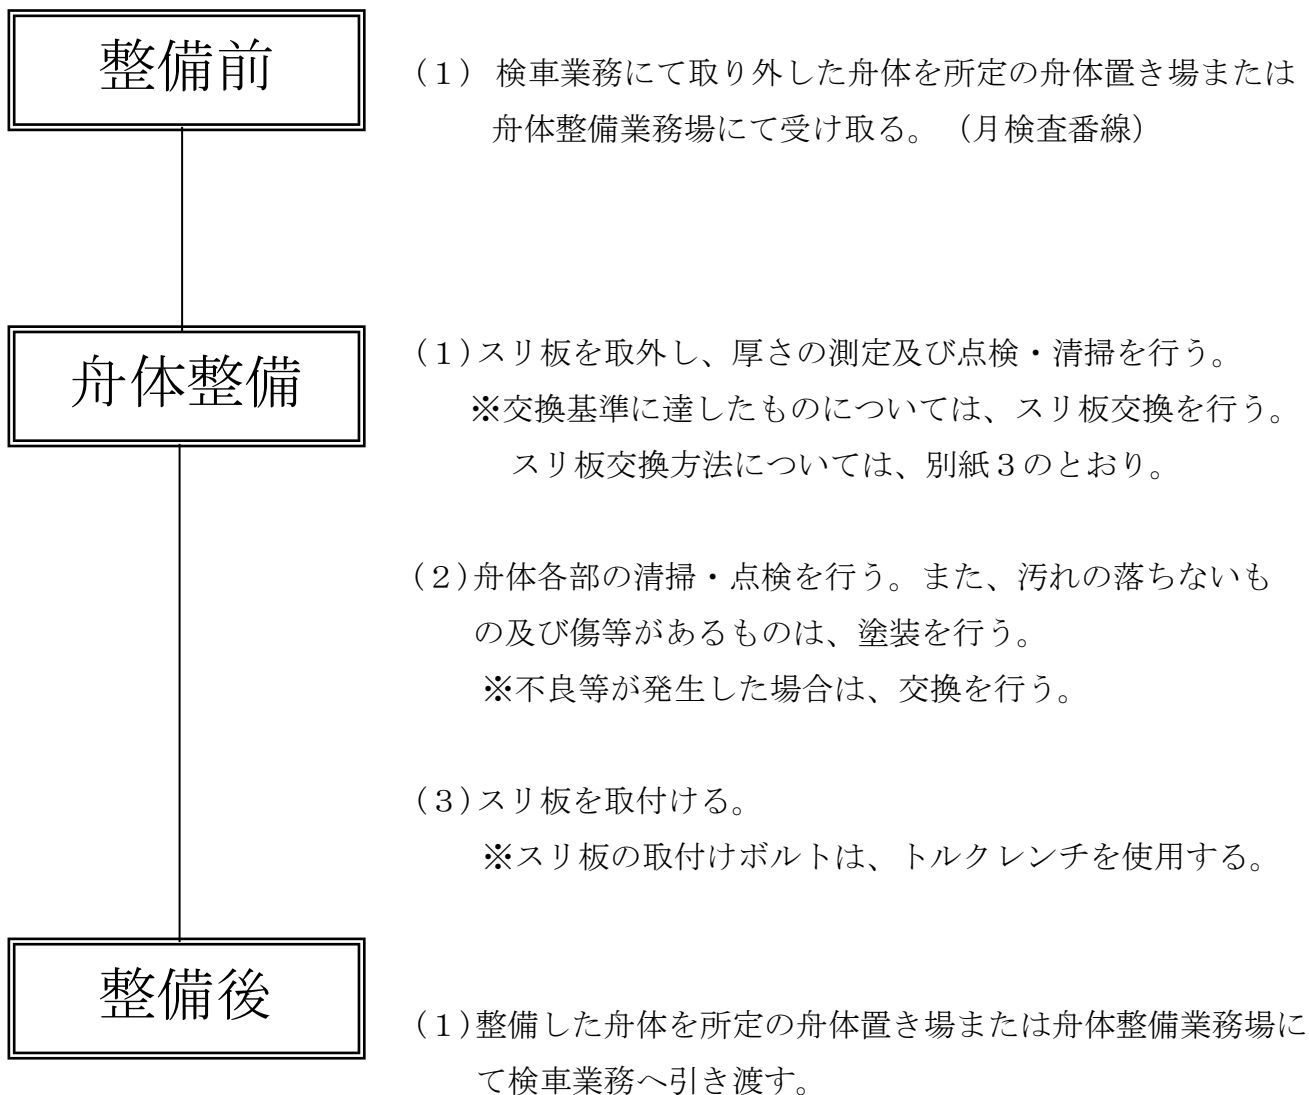 整備前
(1) 検車業務にて取り外した舟体を所定の舟体置き場または
舟体整備業務場にて受け取る。（月検査番線）
舟体整備
(1)スリ板を取外し、厚さの測定及び点検・清掃を行う。
※交換基準に達したものについては、スリ板交換を行う。
スリ板交換方法については、別紙３のとおり。
(2)舟体各部の清掃・点検を行う。また、汚れの落ちないも
の及び傷等があるものは、塗装を行う。
※不良等が発生した場合は、交換を行う。
(3)スリ板を取付ける。
※スリ板の取付けボルトは、トルクレンチを使用する。
整備後
(1)整備した舟体を所定の舟体置き場または舟体整備業務場に
て検車業務へ引き渡す。